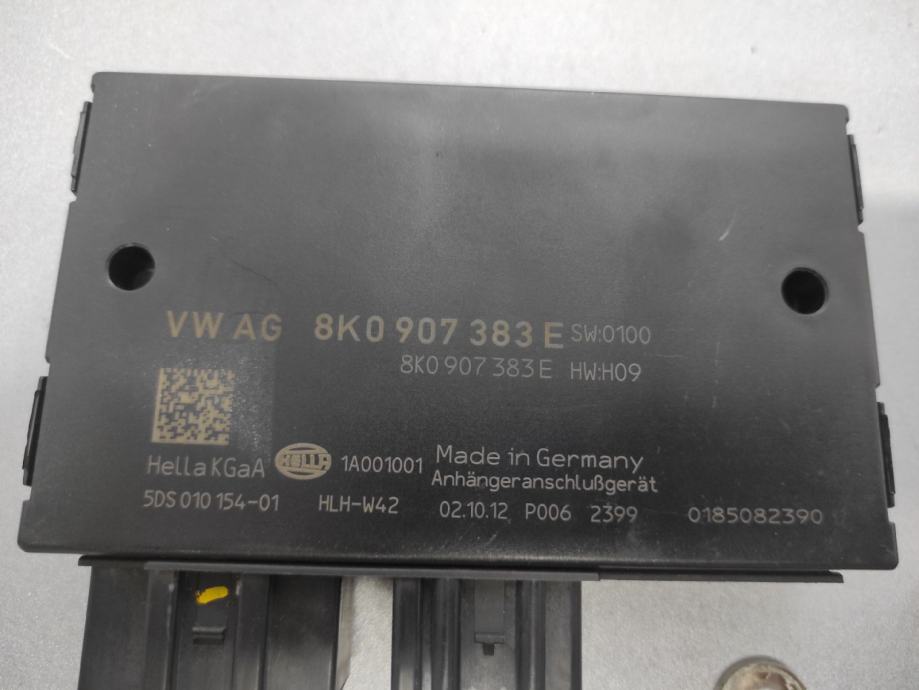 VW AG 8K0 907 383 E SW:0100
8K0 907 383 E HW:H09
Hella KGaA HELLA 1A001001 Made in Germany
Anhängeranschlußgerät
5DS 010 154-01 HLH-W42 02.10.12 P006 2399 0185082390